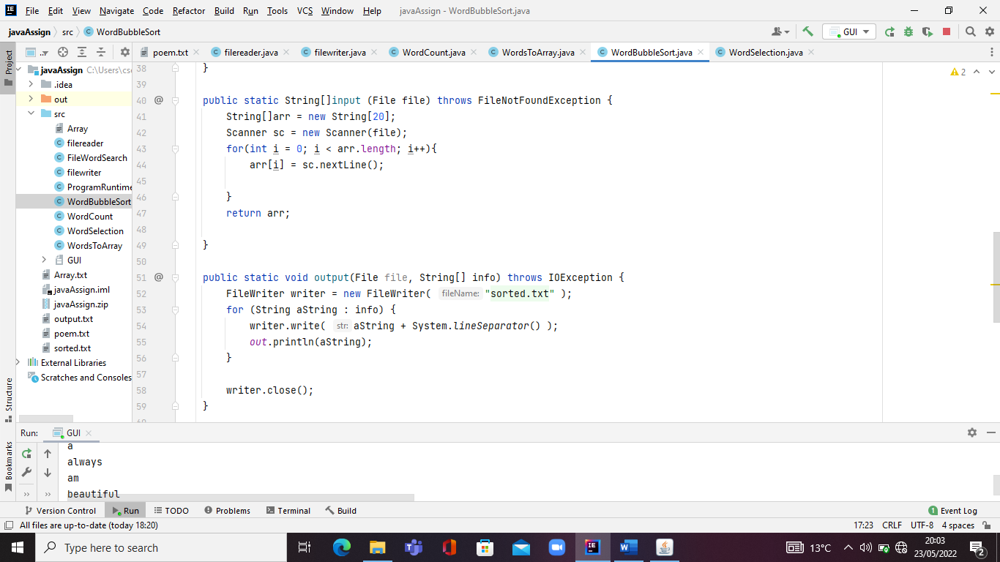 File Edit View Navigate Code Refactor Build Run Tools VCS Window Help javaAssign - WordBubbleSort.java
javaAssign src WordBubbleSort GUI
Project
poem.txt filereader.java filewriter.java WordCount.java WordsToArray.java WordBubbleSort.java WordSelection.java
javaAssign C:\Users\cs
.idea
out
src
Array
filereader
FileWordSearch
filewriter
ProgramRuntime
WordBubbleSort
WordCount
WordSelection
WordsToArray
GUI
Array.txt
javaAssign.iml
javaAssign.zip
output.txt
poem.txt
sorted.txt
External Libraries
Scratches and Consoles
2
38 }
39
40 @ public static String[]input (File file) throws FileNotFoundException {
41 String[]arr = new String[20];
42 Scanner sc = new Scanner(file);
43 for(int i = 0; i < arr.length; i++){
44 arr[i] = sc.nextLine();
45
46 }
47 return arr;
48
49 }
50
51 @ public static void output(File file, String[] info) throws IOException {
52 FileWriter writer = new FileWriter( fileName: "sorted.txt" );
53 for (String aString : info) {
54 writer.write( str: aString + System.lineSeparator() );
55 out.println(aString);
56 }
57
58 writer.close();
59 }
Structure
Bookmarks
Run: GUI
a
always
am
beautiful
Version Control Run TODO Problems Terminal Build 1 Event Log
All files are up-to-date (today 18:20) 17:23 CRLF UTF-8 4 spaces
Type here to search 13°C 20:03
23/05/2022 2